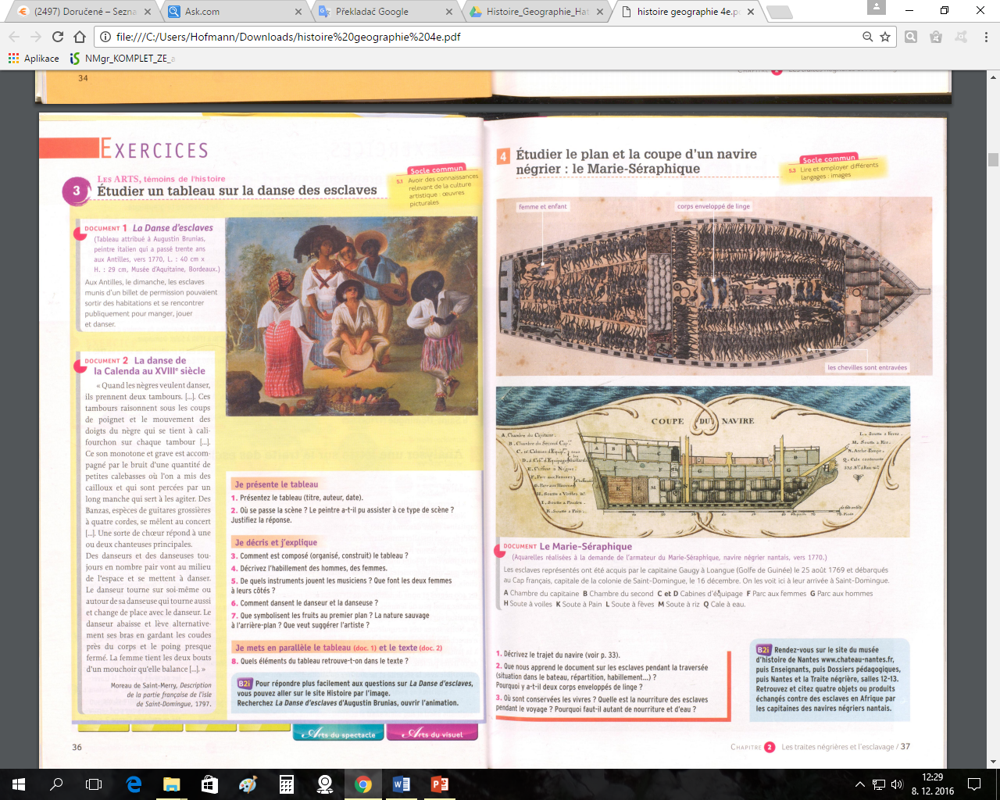 (2497) Doručené – Sezna
Ask.com
Překladač Google
Histoire_Geographie_Hat
histoire geographie 4e.p
file:///C:/Users/Hofmann/Downloads/histoire%20geographie%204e.pdf
Aplikace
NMgr_KOMPLET_ZE_
34
EXERCICES
3
LES ARTS, témoins de l'histoire
Étudier un tableau sur la danse des esclaves
Socle commun
5.1 Avoir des connaissances
relevant de la culture
artistique : œuvres
picturales
DOCUMENT 1 La Danse d'esclaves
(Tableau attribué à Augustin Brunias,
peintre italien qui a passé trente ans
aux Antilles, vers 1770, L. : 40 cm x
H. : 29 cm, Musée d'Aquitaine, Bordeaux.)
Aux Antilles, le dimanche, les esclaves
munis d'un billet de permission pouvaient
sortir des habitations et se rencontrer
publiquement pour manger, jouer
et danser.
DOCUMENT 2 La danse de
la Calenda au XVIIIe siècle
« Quand les nègres veulent danser,
ils prennent deux tambours. [...]. Ces
tambours raisonnent sous les coups
de poignet et le mouvement des
doigts du nègre qui se tient à cali-
fourchon sur chaque tambour [...].
Ce son monotone et grave est accom-
pagné par le bruit d'une quantité de
petites calebasses où l'on a mis des
cailloux et qui sont percées par un
long manche qui sert à les agiter. Des
Banzas, espèces de guitares grossières
à quatre cordes, se mêlent au concert
[...]. Une sorte de chœur répond à une
ou deux chanteuses principales.
Des danseurs et des danseuses tou-
jours en nombre pair vont au milieu
de l'espace et se mettent à danser.
Le danseur tourne sur soi-même ou
autour de sa danseuse qui tourne aussi
et change de place avec le danseur. Le
danseur abaisse et lève alternative-
ment ses bras en gardant les coudes
près du corps et le poing presque
fermé. La femme tient les deux bouts
d'un mouchoir qu'elle balance [...]. »
Moreau de Saint-Merry, Description
de la partie française de l'isle
de Saint-Domingue, 1797.
Je présente le tableau
1. Présentez le tableau (titre, auteur, date).
2. Où se passe la scène ? Le peintre a-t-il pu assister à ce type de scène ?
Justifiez la réponse.
Je décris et j'explique
3. Comment est composé (organisé, construit) le tableau ?
4. Décrivez l'habillement des hommes, des femmes.
5. De quels instruments jouent les musiciens ? Que font les deux femmes
à leurs côtés ?
6. Comment dansent le danseur et la danseuse ?
7. Que symbolisent les fruits au premier plan ? La nature sauvage
à l'arrière-plan ? Que veut suggérer l'artiste ?
Je mets en parallèle le tableau (doc. 1) et le texte (doc. 2)
8. Quels éléments du tableau retrouve-t-on dans le texte ?
B2i Pour répondre plus facilement aux questions sur La Danse d'esclaves,
vous pouvez aller sur le site Histoire par l'image.
Recherchez La Danse d'esclaves d'Augustin Brunias, ouvrir l'animation.
Arts du spectacle
Arts du visuel
36
4 Étudier le plan et la coupe d'un navire
négrier : le Marie-Séraphique
Socle commun
5.3 Lire et employer différents
langages : images
femme et enfant
corps enveloppé de linge
les chevilles sont entravées
COUPE DU NAVIRE
A. Chambre du Capitaine.
B. Chambre du Second Cap.
DOCUMENT Le Marie-Séraphique
(Aquarelles réalisées à la demande de l'armateur du Marie-Séraphique, navire négrier nantais, vers 1770.)
Les esclaves représentés ont été acquis par le capitaine Gaugy à Loangue (Golfe de Guinée) le 25 août 1769 et débarqués
au Cap français, capitale de la colonie de Saint-Domingue, le 16 décembre. On les voit ici à leur arrivée à Saint-Domingue.
A Chambre du capitaine B Chambre du second C et D Cabines d'équipage F Parc aux femmes G Parc aux hommes
H Soute à voiles K Soute à Pain L Soute à fèves M Soute à riz Q Cale à eau.
1. Décrivez le trajet du navire (voir p. 33).
2. Que nous apprend le document sur les esclaves pendant la traversée
(situation dans le bateau, répartition, habillement...) ?
Pourquoi y a-t-il deux corps enveloppés de linge ?
3. Où sont conservées les vivres ? Quelle est la nourriture des esclaves
pendant le voyage ? Pourquoi faut-il autant de nourriture et d'eau ?
B2i Rendez-vous sur le site du musée
d'histoire de Nantes www.chateau-nantes.fr,
puis Enseignants, puis Dossiers pédagogiques,
puis Nantes et la Traite négrière, salles 12-13.
Retrouvez et citez quatre objets ou produits
échangés contre des esclaves en Afrique par
les capitaines des navires négriers nantais.
CHAPITRE 2 Les traites négrières et l'esclavage / 37
12:29
8. 12. 2016